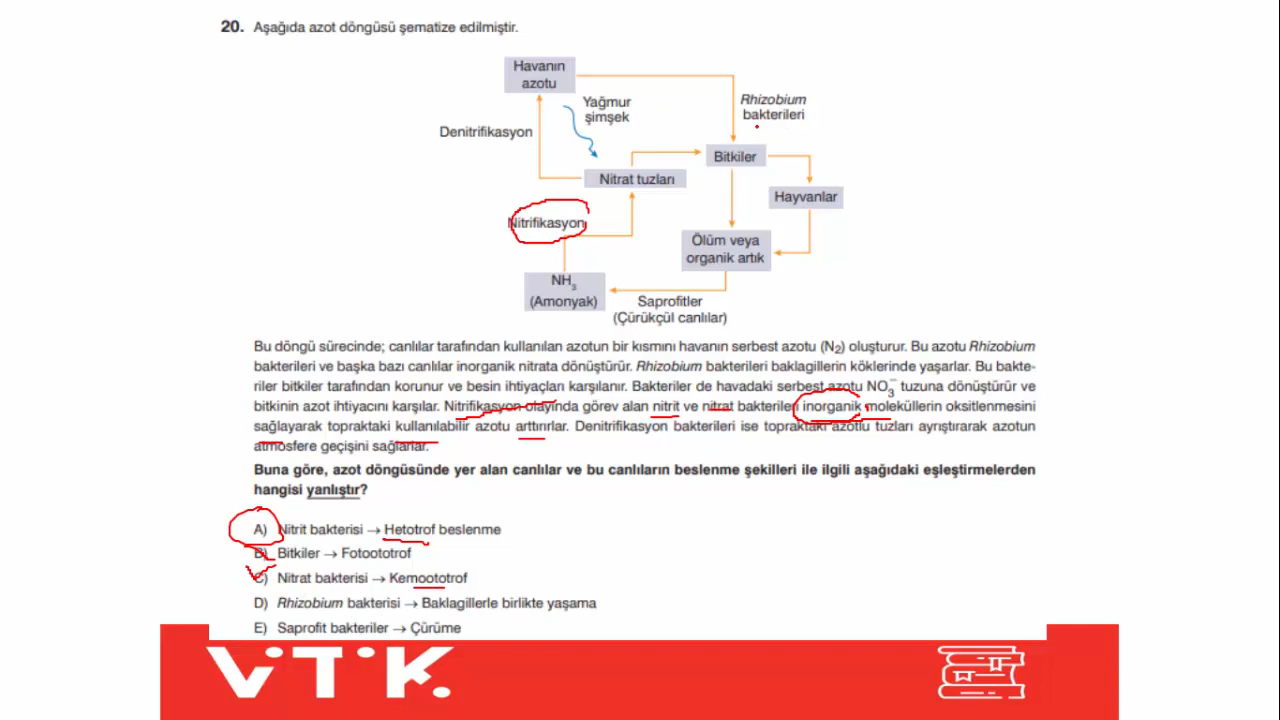 20. Aşağıda azot döngüsü şematize edilmiştir.
Havanın
azotu
Yağmur
şimşek
Rhizobium
bakterileri
Denitrifikasyon
Bitkiler
Nitrat tuzları
Hayvanlar
Nitrifikasyon
Ölüm veya
organik artık
NH3
(Amonyak)
Saprofitler
(Çürükçül canlılar)
Bu döngü sürecinde; canlılar tarafından kullanılan azotun bir kısmını havanın serbest azotu (N2) oluşturur. Bu azotu Rhizobium
bakterileri ve başka bazı canlılar inorganik nitrata dönüştürür. Rhizobium bakterileri baklagillerin köklerinde yaşarlar. Bu bakte-
riler bitkiler tarafından korunur ve besin ihtiyaçları karşılanır. Bakteriler de havadaki serbest azotu NO3− tuzuna dönüştürür ve
bitkinin azot ihtiyacını karşılar. Nitrifikasyon olayında görev alan nitrit ve nitrat bakterileri inorganik moleküllerin oksitlenmesini
sağlayarak topraktaki kullanılabilir azotu arttırırlar. Denitrifikasyon bakterileri ise topraktaki azotlu tuzları ayrıştırarak azotun
atmosfere geçişini sağlarlar.
Buna göre, azot döngüsünde yer alan canlılar ve bu canlıların beslenme şekilleri ile ilgili aşağıdaki eşleştirmelerden
hangisi yanlıştır?
A) Nitrit bakterisi → Hetotrof beslenme
B) Bitkiler → Fotoototrof
C) Nitrat bakterisi → Kemoototrof
D) Rhizobium bakterisi → Baklagillerle birlikte yaşama
E) Saprofit bakteriler → Çürüme
VİTİK.